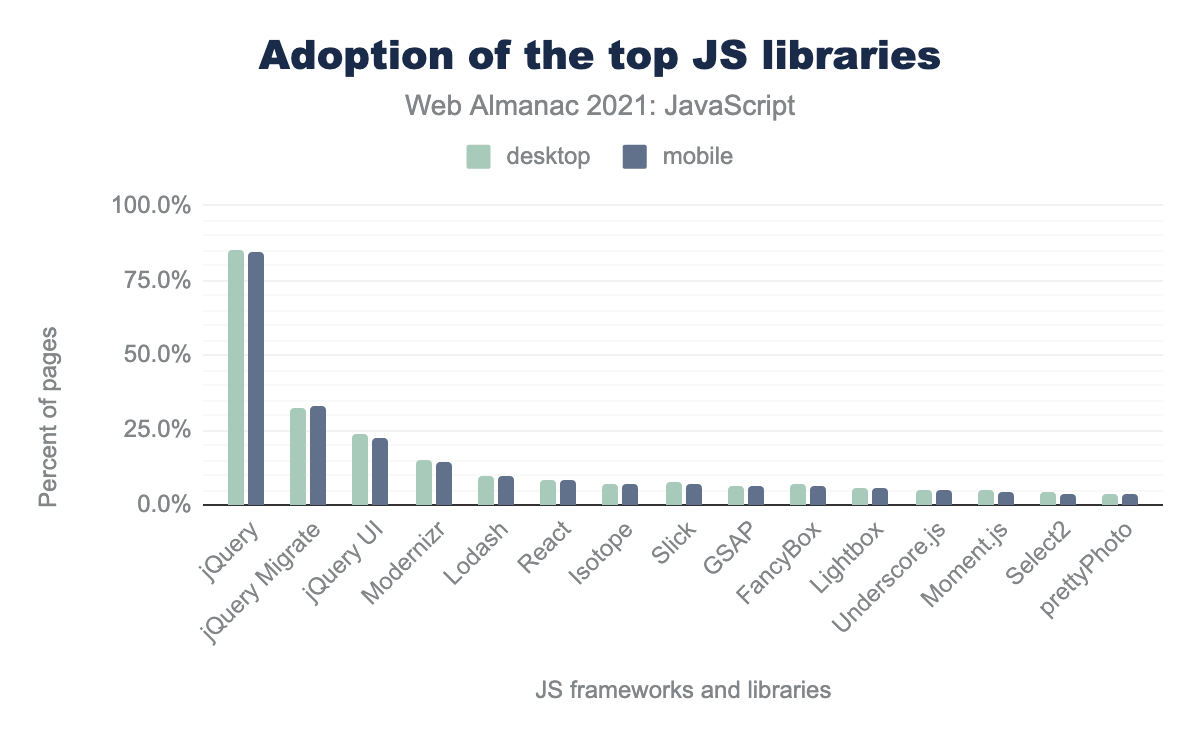 Adoption of the top JS libraries
Web Almanac 2021: JavaScript
desktop
mobile
100.0%
75.0%
50.0%
25.0%
0.0%
Percent of pages
jQuery
jQuery Migrate
jQuery UI
Modernizr
Lodash
React
Isotope
Slick
GSAP
FancyBox
Lightbox
Underscore.js
Moment.js
Select2
prettyPhoto
JS frameworks and libraries